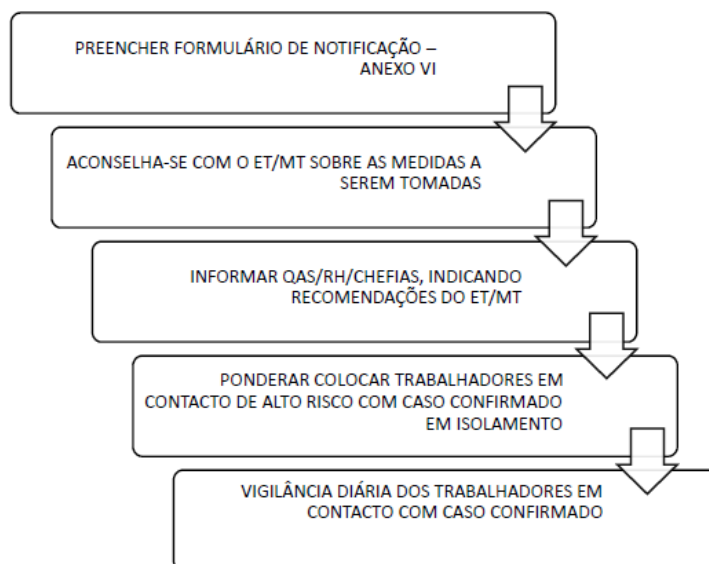 PREENCHER FORMULÁRIO DE NOTIFICAÇÃO –
ANEXO VI
ACONSELHA-SE COM O ET/MT SOBRE AS MEDIDAS A
SEREM TOMADAS
INFORMAR QAS/RH/CHEFIAS, INDICANDO
RECOMENDAÇÕES DO ET/MT
PONDERAR COLOCAR TRABALHADORES EM
CONTACTO DE ALTO RISCO COM CASO CONFIRMADO
EM ISOLAMENTO
VIGILÂNCIA DIÁRIA DOS TRABALHADORES EM
CONTACTO COM CASO CONFIRMADO